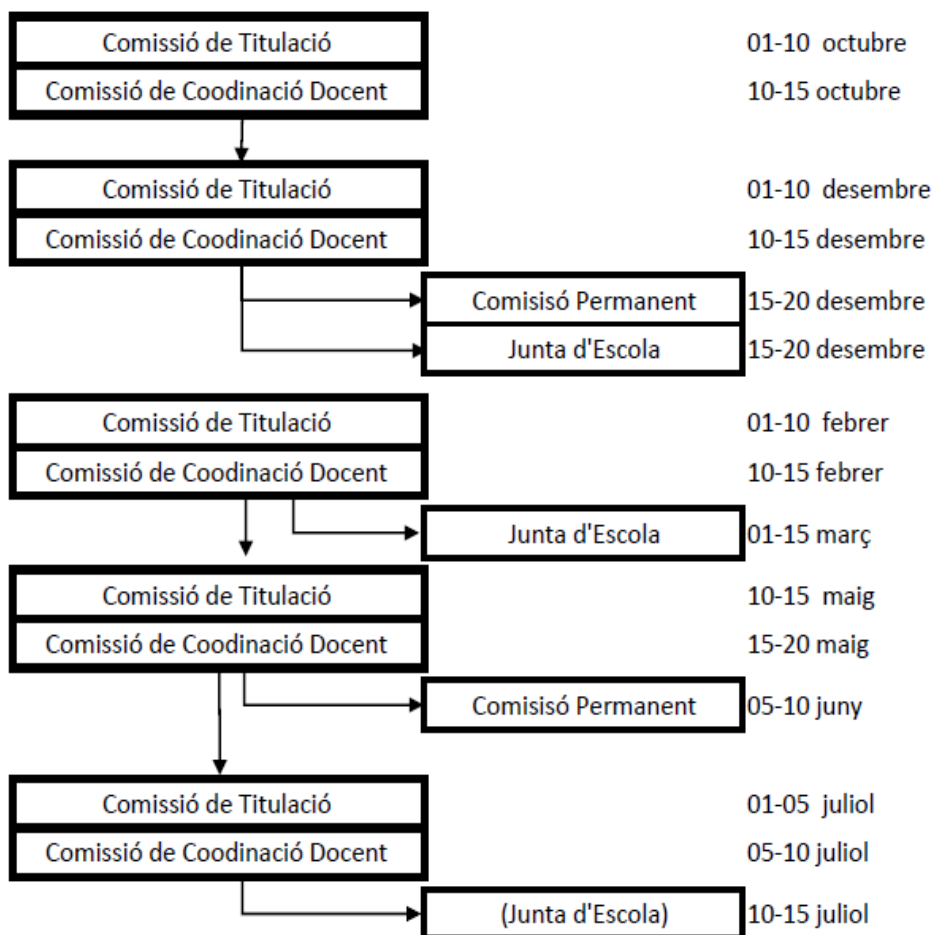 Comissió de Titulació 01-10 octubre
Comissió de Coodinació Docent 10-15 octubre
Comissió de Titulació 01-10 desembre
Comissió de Coodinació Docent 10-15 desembre
Comisisó Permanent 15-20 desembre
Junta d'Escola 15-20 desembre
Comissió de Titulació 01-10 febrer
Comissió de Coodinació Docent 10-15 febrer
Junta d'Escola 01-15 març
Comissió de Titulació 10-15 maig
Comissió de Coodinació Docent 15-20 maig
Comisisó Permanent 05-10 juny
Comissió de Titulació 01-05 juliol
Comissió de Coodinació Docent 05-10 juliol
(Junta d'Escola) 10-15 juliol